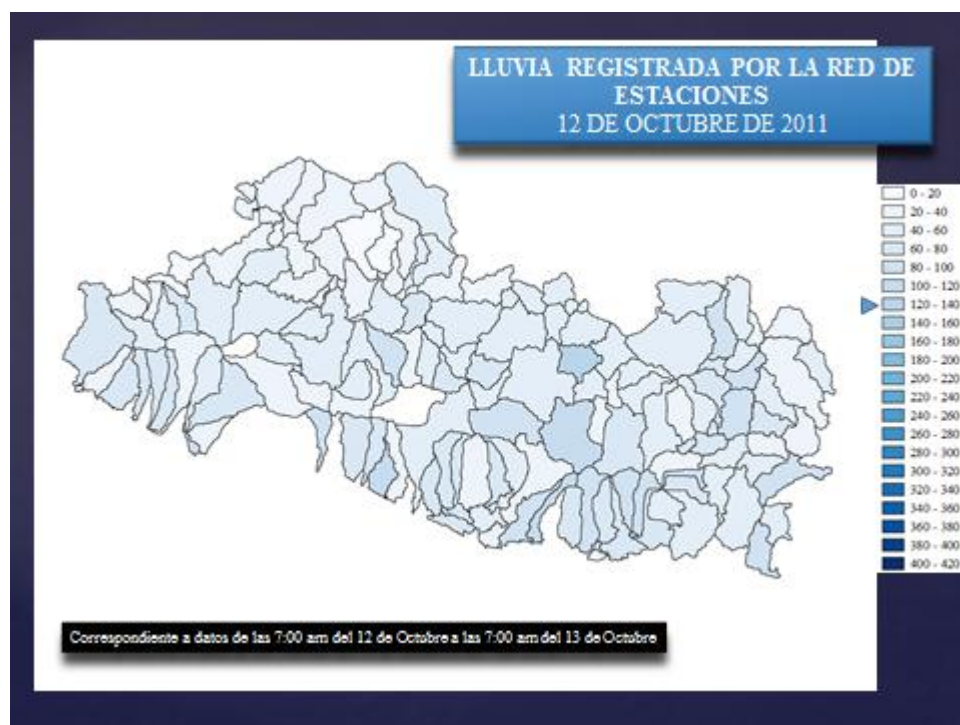 LLUVIA REGISTRADA POR LA RED DE
ESTACIONES
12 DE OCTUBRE DE 2011
0 - 20
20 - 40
40 - 60
60 - 80
80 - 100
100 - 120
120 - 140
140 - 160
160 - 180
180 - 200
200 - 220
220 - 240
240 - 260
260 - 280
280 - 300
300 - 320
320 - 340
340 - 360
360 - 380
380 - 400
400 - 420
Correspondiente a datos de las 7:00 am del 12 de Octubre a las 7:00 am del 13 de Octubre